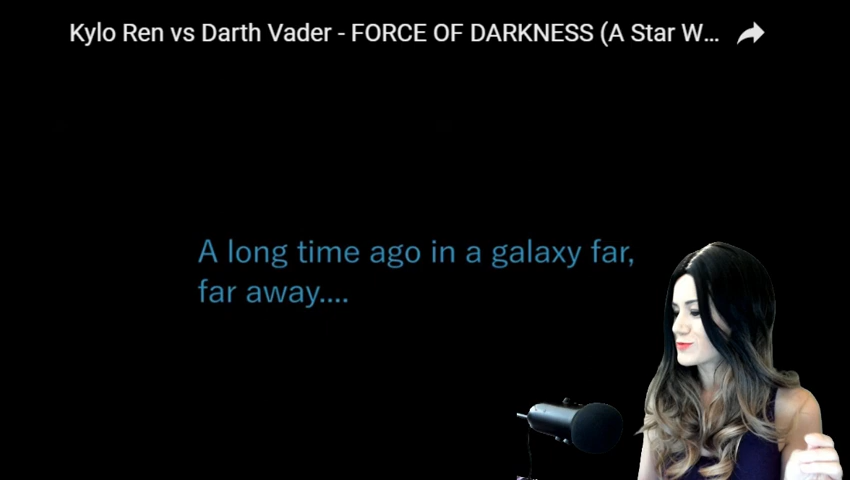 Kylo Ren vs Darth Vader - FORCE OF DARKNESS (A Star W...
A long time ago in a galaxy far,
far away....